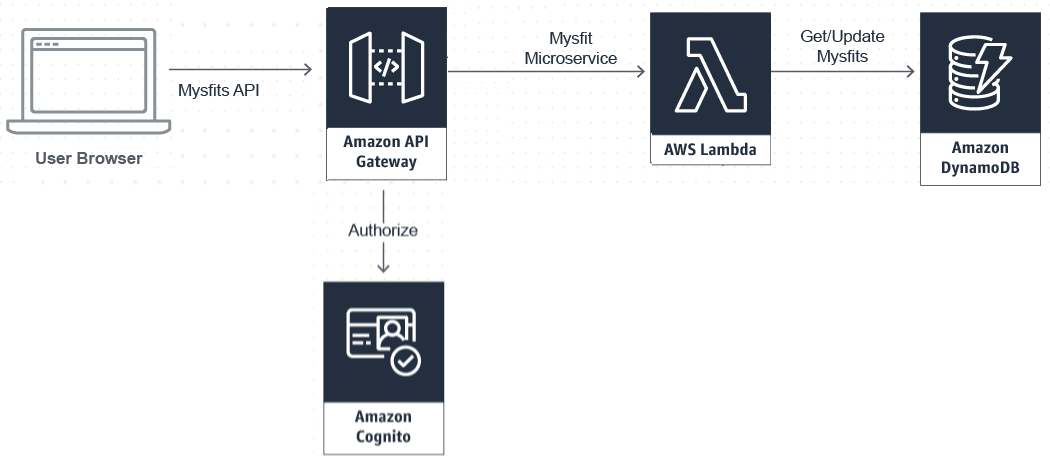 Mysfits API
User Browser
Amazon API
Gateway
Mysfit
Microservice
AWS Lambda
Get/Update
Mysfits
Amazon
DynamoDB
Authorize
Amazon
Cognito